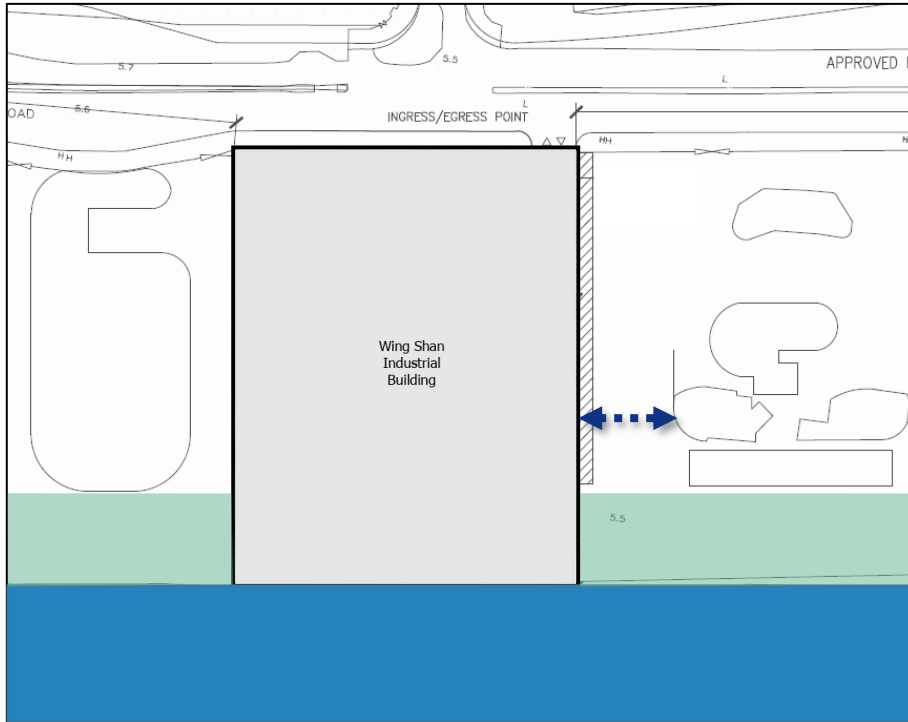 5.7
5.5
APPROVED
L
5.6
L
OAD
INGRESS/EGRESS POINT
HH
HH
H
Wing Shan
Industrial
Building
5.5